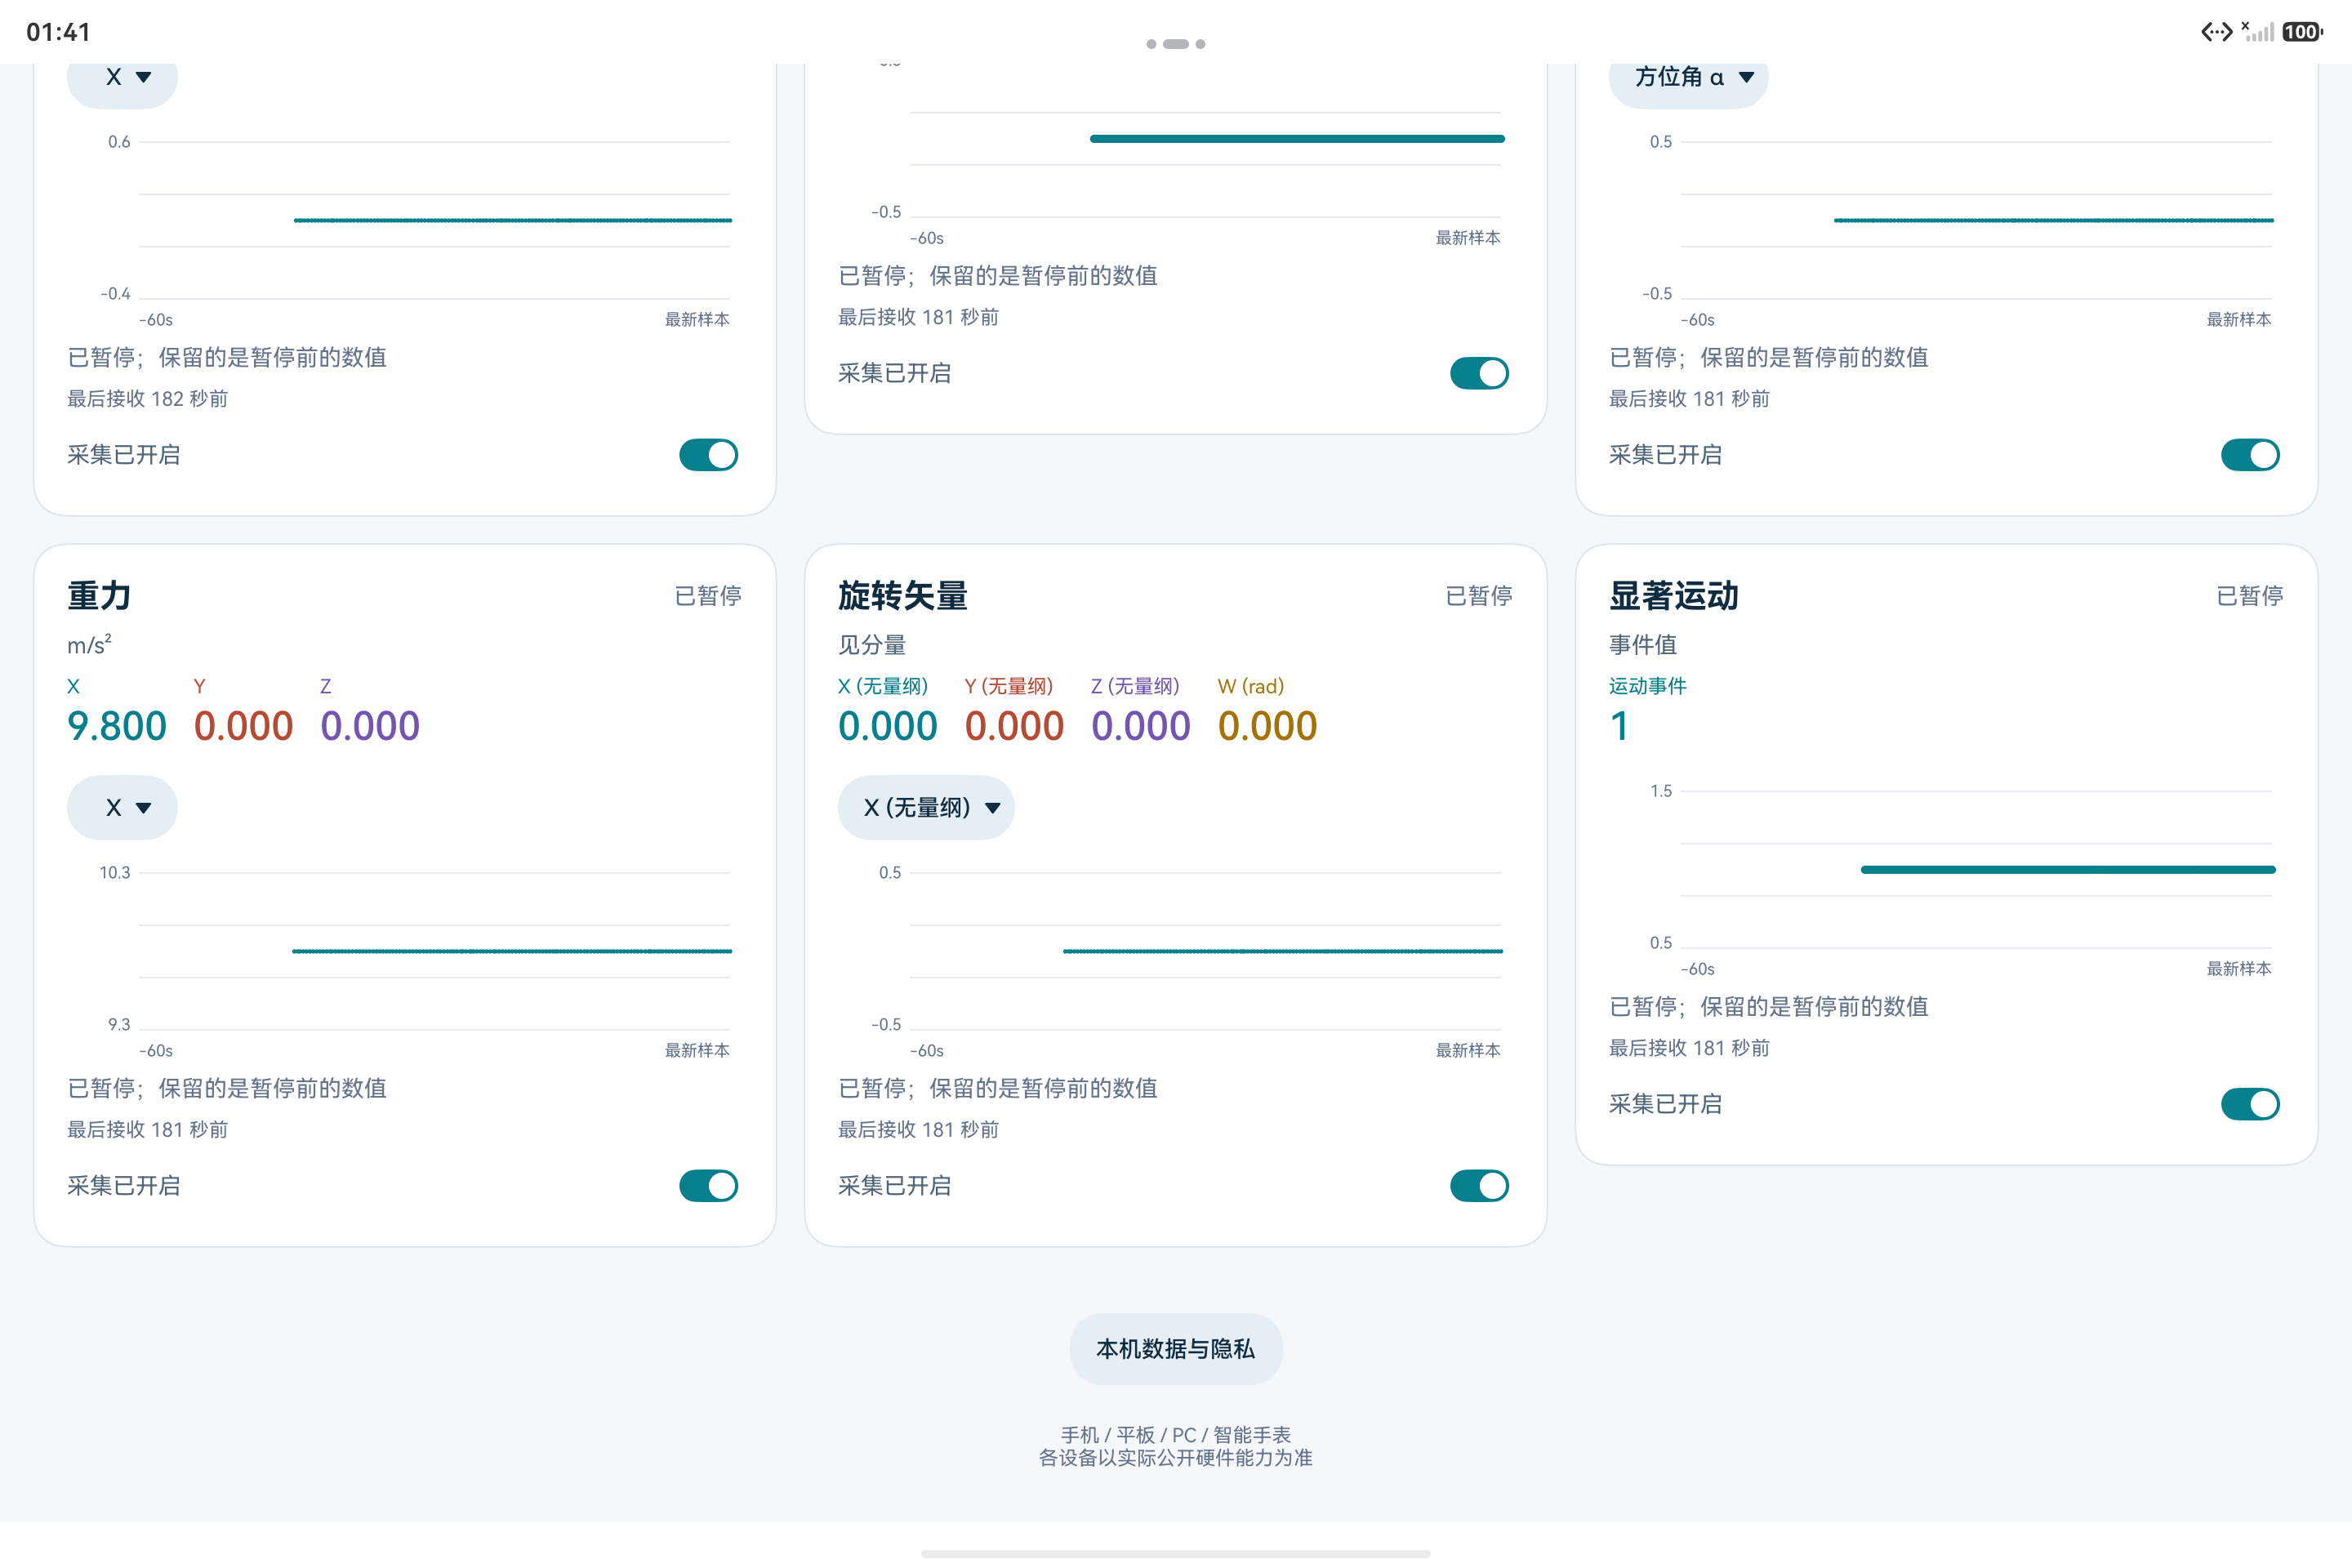 01:41
100
X
0.6
-0.4
-60s
最新样本
已暂停；保留的是暂停前的数值
最后接收 182 秒前
采集已开启
-0.5
-60s
最新样本
已暂停；保留的是暂停前的数值
最后接收 181 秒前
采集已开启
方位角 α
0.5
-0.5
-60s
最新样本
已暂停；保留的是暂停前的数值
最后接收 181 秒前
采集已开启
重力
已暂停
m/s²
X Y Z
9.800 0.000 0.000
X
10.3
9.3
-60s
最新样本
已暂停；保留的是暂停前的数值
最后接收 181 秒前
采集已开启
旋转矢量
已暂停
见分量
X (无量纲) Y (无量纲) Z (无量纲) W (rad)
0.000 0.000 0.000 0.000
X (无量纲)
0.5
-0.5
-60s
最新样本
已暂停；保留的是暂停前的数值
最后接收 181 秒前
采集已开启
显著运动
已暂停
事件值
运动事件
1
1.5
0.5
-60s
最新样本
已暂停；保留的是暂停前的数值
最后接收 181 秒前
采集已开启
本机数据与隐私
手机 / 平板 / PC / 智能手表
各设备以实际公开硬件能力为准